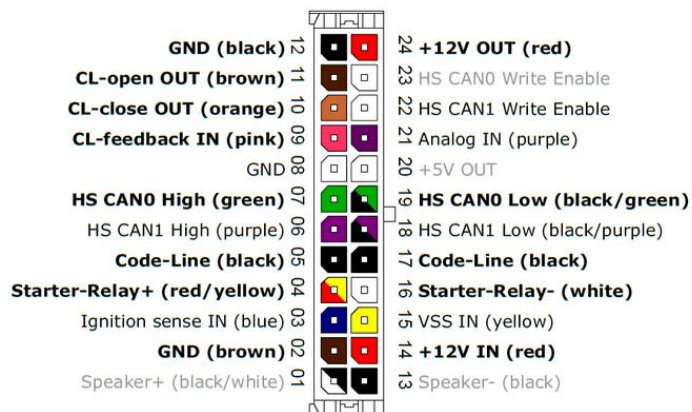 GND (black) 12 24 +12V OUT (red)
CL-open OUT (brown) 11 23 HS CAN0 Write Enable
CL-close OUT (orange) 10 22 HS CAN1 Write Enable
CL-feedback IN (pink) 09 21 Analog IN (purple)
GND 08 20 +5V OUT
HS CAN0 High (green) 07 19 HS CAN0 Low (black/green)
HS CAN1 High (purple) 06 18 HS CAN1 Low (black/purple)
Code-Line (black) 05 17 Code-Line (black)
Starter-Relay+ (red/yellow) 04 16 Starter-Relay- (white)
Ignition sense IN (blue) 03 15 VSS IN (yellow)
GND (brown) 02 14 +12V IN (red)
Speaker+ (black/white) 01 13 Speaker- (black)